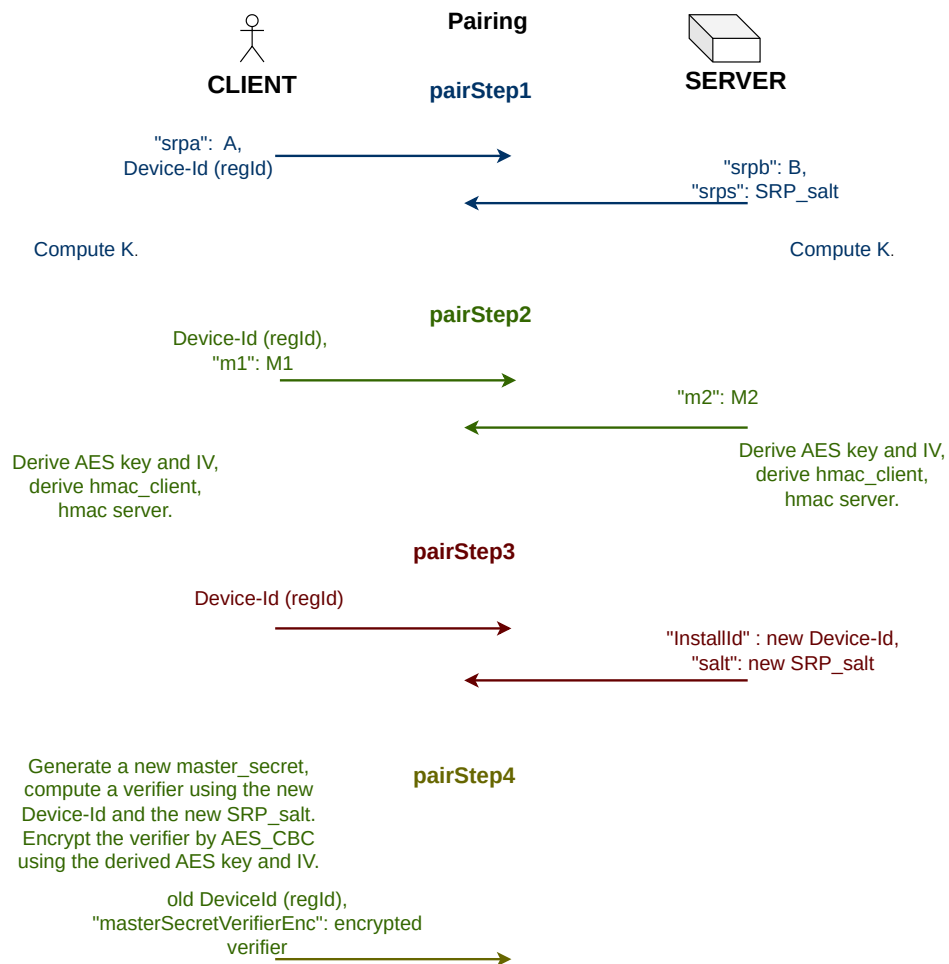 Pairing
CLIENT
SERVER
pairStep1
"srpa":  A,
Device-Id (regId)
"srpb": B,
"srps": SRP_salt
Compute K.
Compute K.
pairStep2
Device-Id (regId),
"m1": M1
"m2": M2
Derive AES key and IV,
derive hmac_client,
hmac server.
Derive AES key and IV,
derive hmac_client,
hmac server.
pairStep3
Device-Id (regId)
"InstallId" : new Device-Id,
"salt": new SRP_salt
pairStep4
Generate a new master_secret,
compute a verifier using the new
Device-Id and the new SRP_salt.
Encrypt the verifier by AES_CBC
using the derived AES key and IV.
old DeviceId (regId),
"masterSecretVerifierEnc": encrypted
verifier